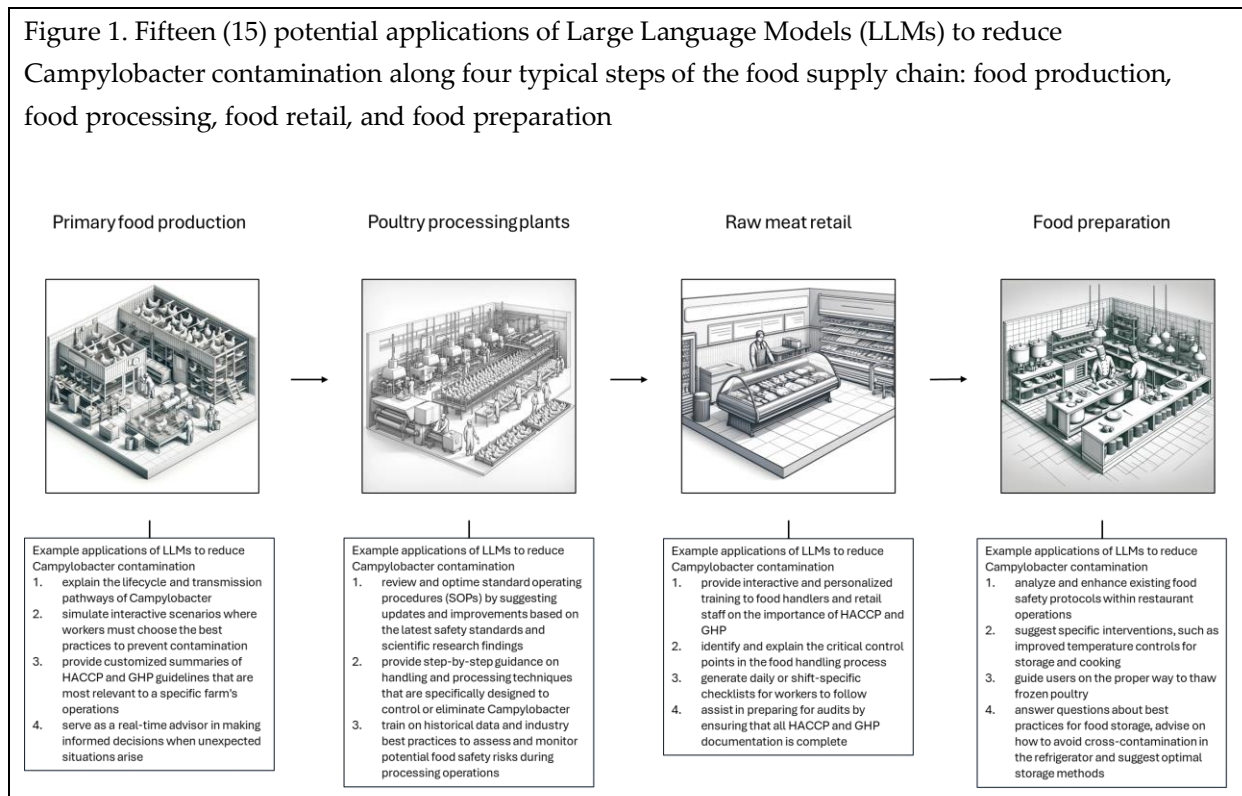 Figure 1. Fifteen (15) potential applications of Large Language Models (LLMs) to reduce
Campylobacter contamination along four typical steps of the food supply chain: food production,
food processing, food retail, and food preparation
Primary food production
Poultry processing plants
Raw meat retail
Food preparation
Example applications of LLMs to reduce
Campylobacter contamination
1. explain the lifecycle and transmission
pathways of Campylobacter
2. simulate interactive scenarios where
workers must choose the best
practices to prevent contamination
3. provide customized summaries of
HACCP and GHP guidelines that are
most relevant to a specific farm's
operations
4. serve as a real-time advisor in making
informed decisions when unexpected
situations arise
Example applications of LLMs to reduce
Campylobacter contamination
1. review and optime standard operating
procedures (SOPs) by suggesting
updates and improvements based on
the latest safety standards and
scientific research findings
2. provide step-by-step guidance on
handling and processing techniques
that are specifically designed to
control or eliminate Campylobacter
3. train on historical data and industry
best practices to assess and monitor
potential food safety risks during
processing operations
Example applications of LLMs to reduce
Campylobacter contamination
1. provide interactive and personalized
training to food handlers and retail
staff on the importance of HACCP and
GHP
2. identify and explain the critical control
points in the food handling process
3. generate daily or shift-specific
checklists for workers to follow
4. assist in preparing for audits by
ensuring that all HACCP and GHP
documentation is complete
Example applications of LLMs to reduce
Campylobacter contamination
1. analyze and enhance existing food
safety protocols within restaurant
operations
2. suggest specific interventions, such as
improved temperature controls for
storage and cooking
3. guide users on the proper way to thaw
frozen poultry
4. answer questions about best
practices for food storage, advise on
how to avoid cross-contamination in
the refrigerator and suggest optimal
storage methods